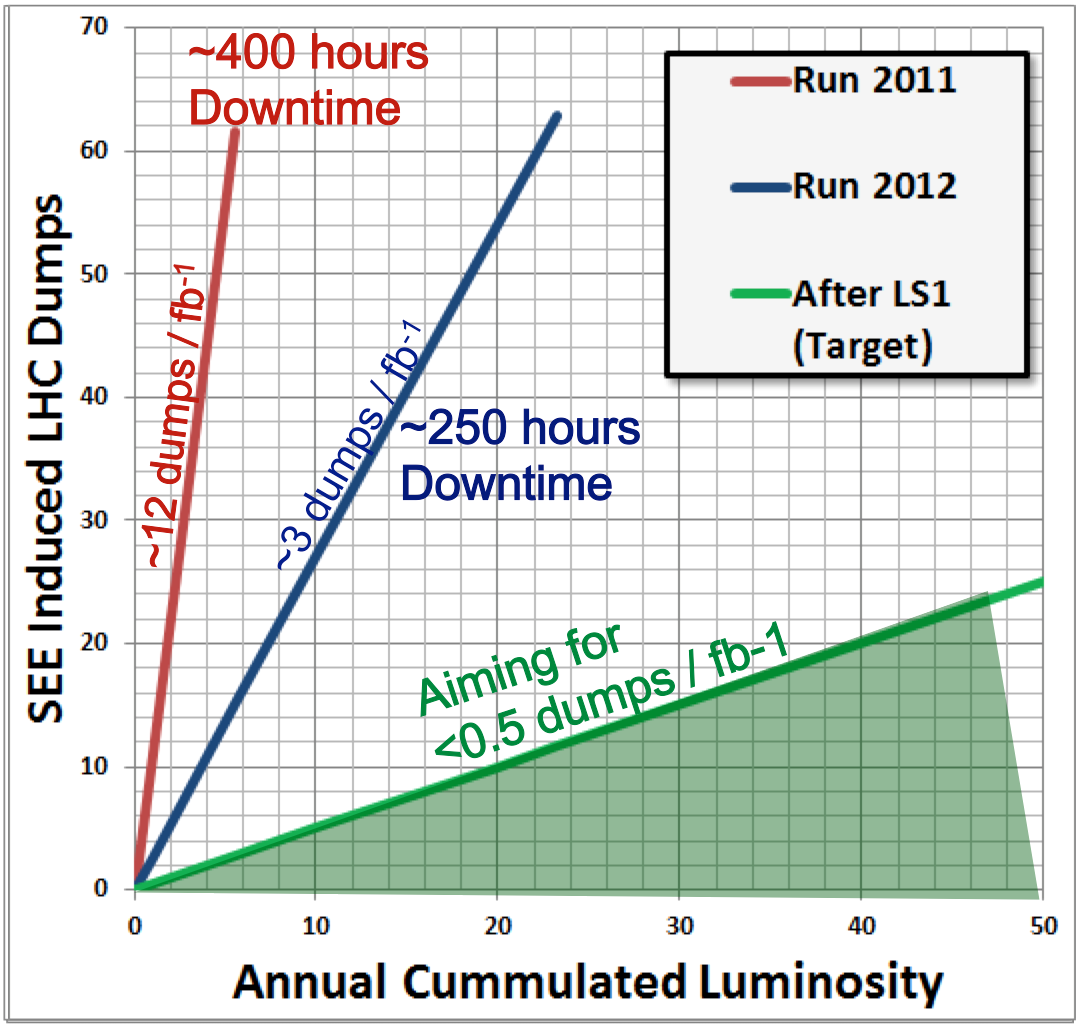 70
60
50
40
30
20
10
0
0
10
20
30
40
50
SEE Induced LHC Dumps
Annual Cummulated Luminosity
~400 hours
Downtime
~12 dumps / fb-1
~3 dumps / fb-1
~250 hours
Downtime
Aiming for
<0.5 dumps / fb-1
Run 2011
Run 2012
After LS1
(Target)